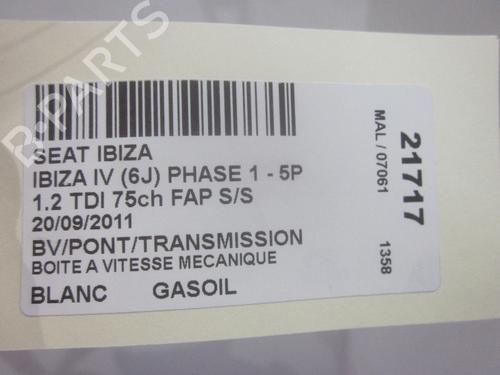 B-PARTS
SEAT IBIZA
IBIZA IV (6J) PHASE 1 - 5P
1.2 TDI 75ch FAP S/S
20/09/2011
BV/PONT/TRANSMISSION
BOITE A VITESSE MECANIQUE
BLANC GASOIL
21717
MAL / 07061 1358